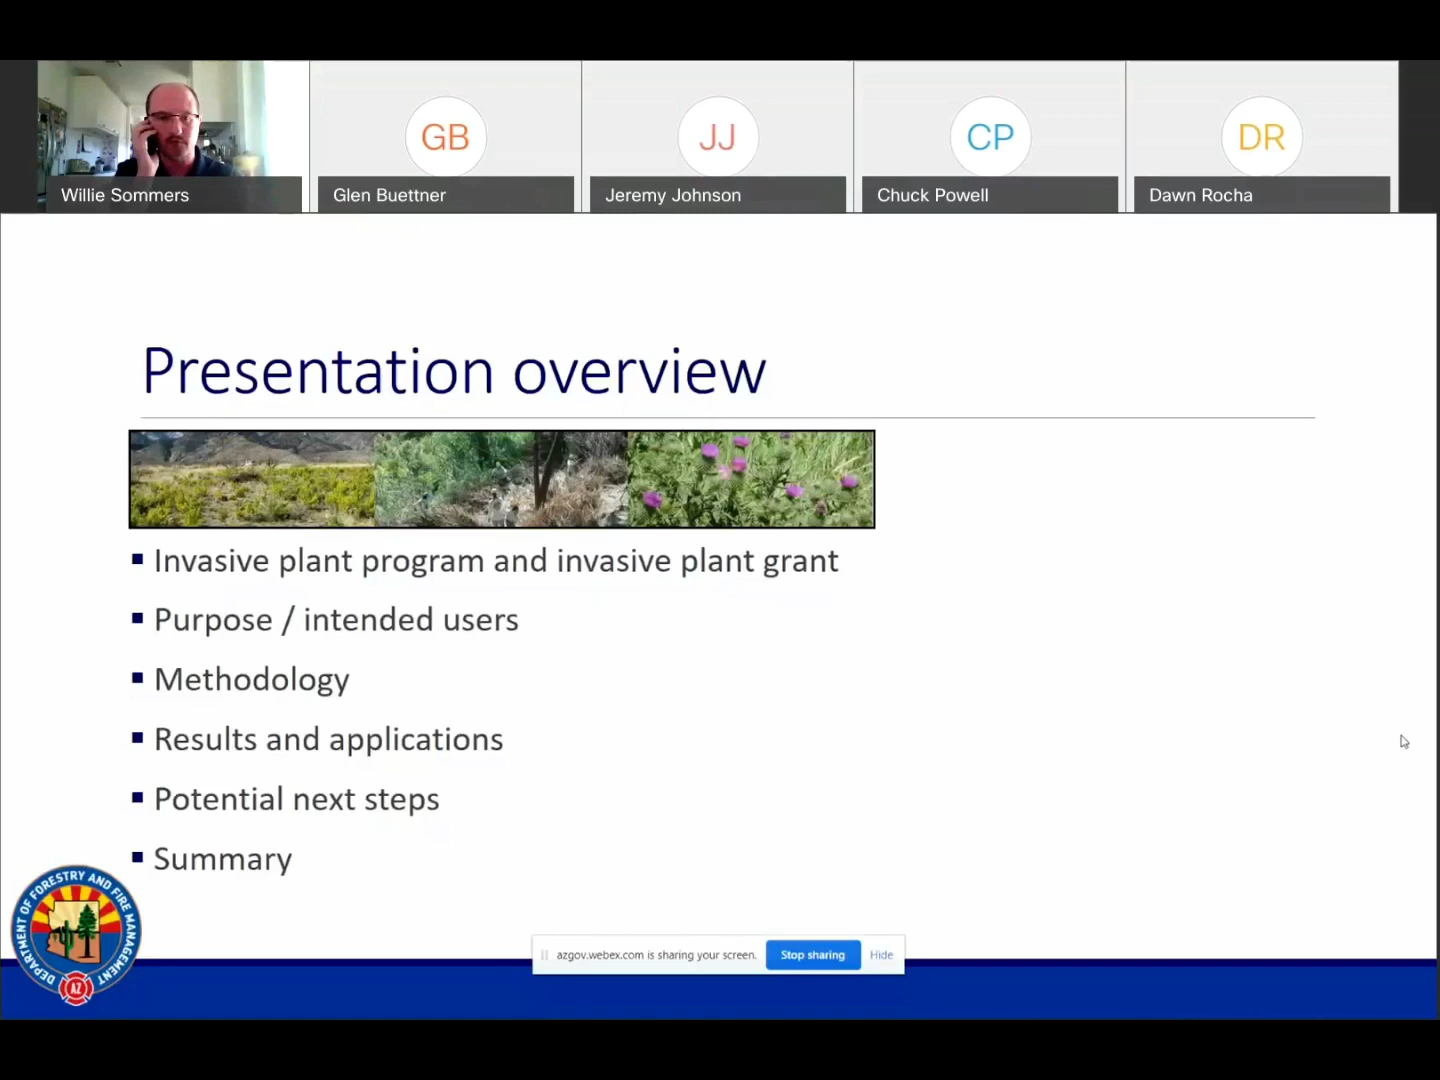 GB
JJ
CP
DR
Willie Sommers
Glen Buettner
Jeremy Johnson
Chuck Powell
Dawn Rocha
Presentation overview
Invasive plant program and invasive plant grant
Purpose / intended users
Methodology
Results and applications
Potential next steps
Summary
DEPARTMENT OF FORESTRY AND FIRE MANAGEMENT
AZ
azgov.webex.com is sharing your screen.
Stop sharing
Hide